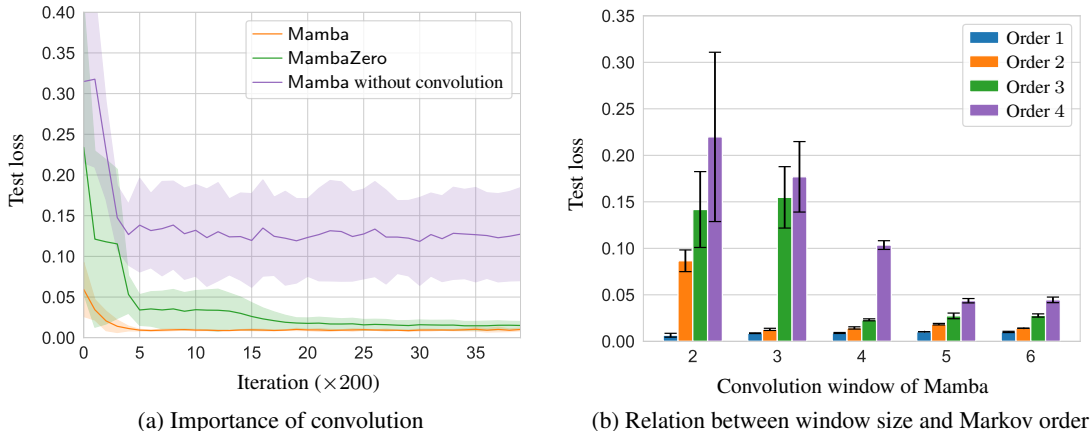 0.40
0.35
0.30
0.25
0.20
0.15
0.10
0.05
0.00
Test loss
0 5 10 15 20 25 30 35
Iteration (×200)
Mamba
MambaZero
Mamba without convolution
(a) Importance of convolution
0.35
0.30
0.25
0.20
0.15
0.10
0.05
0.00
Test loss
2 3 4 5 6
Convolution window of Mamba
Order 1
Order 2
Order 3
Order 4
(b) Relation between window size and Markov order